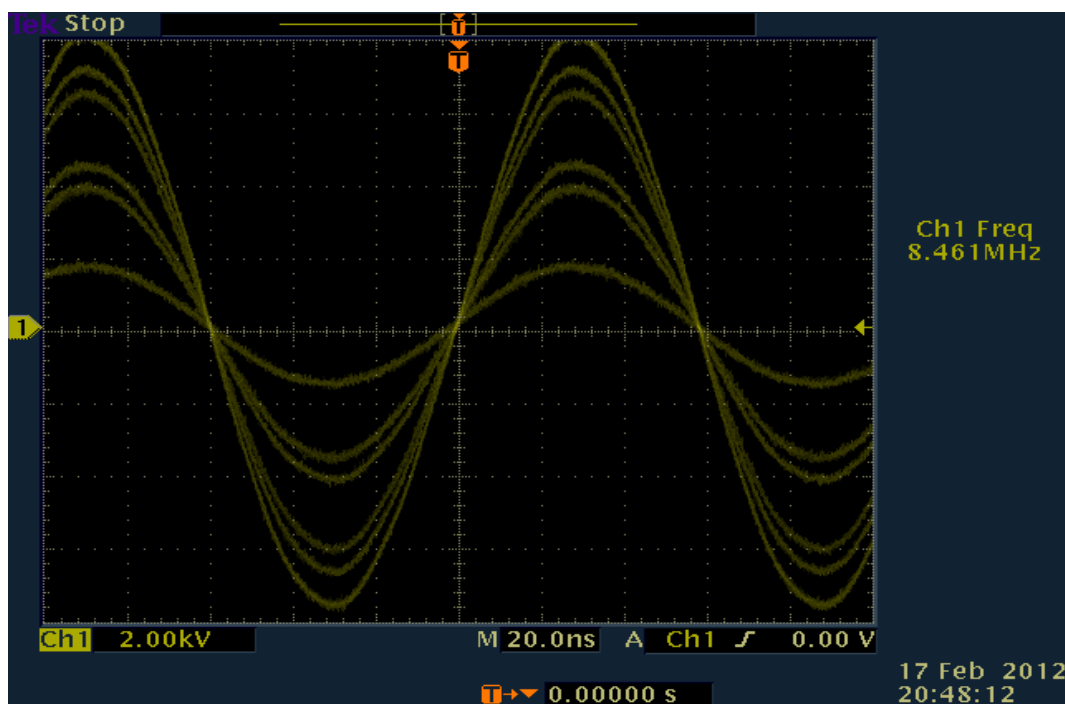 Tek Stop
[T]
T
Ch1 Freq
8.461MHz
1
Ch1 2.00kV M 20.0ns A Ch1 0.00 V
T 0.00000 s
17 Feb 2012
20:48:12